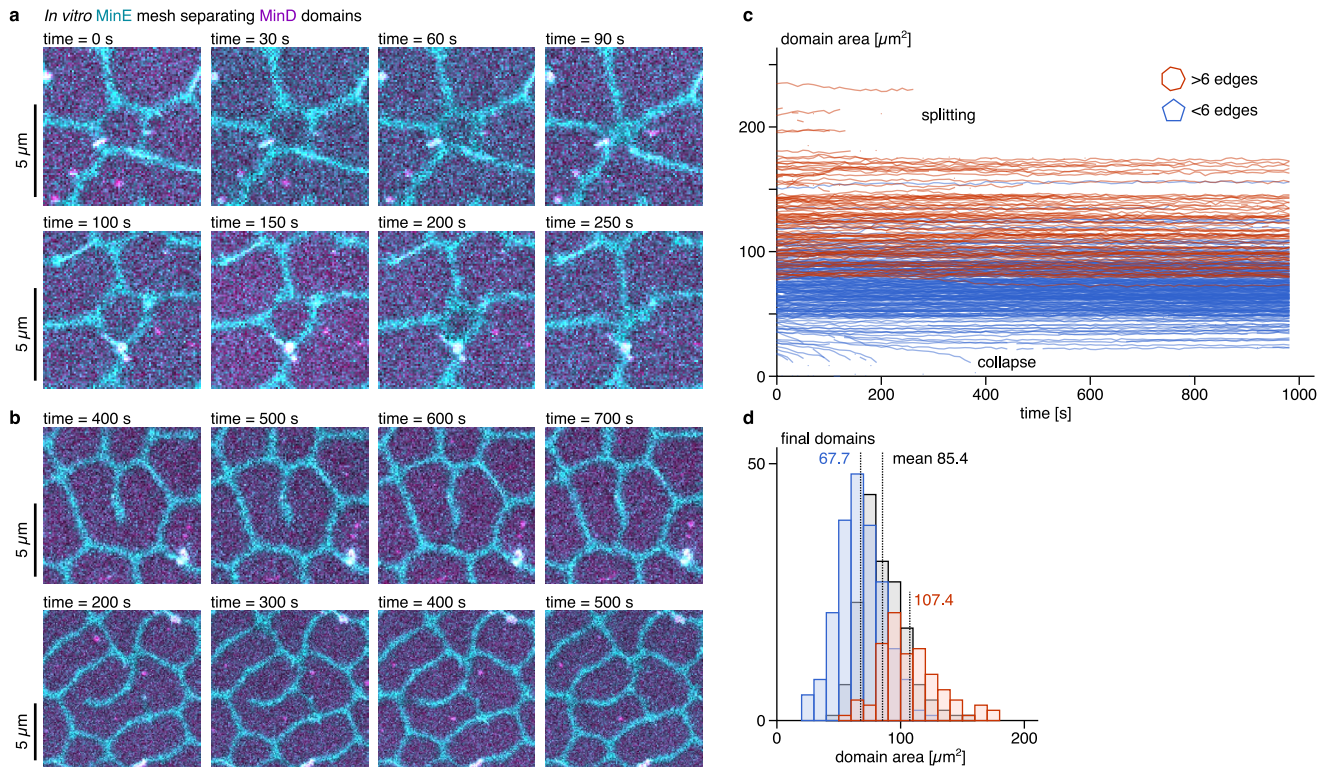 a
In vitro MinE mesh separating MinD domains
time = 0 s
time = 30 s
time = 60 s
time = 90 s
5 µm
time = 100 s
time = 150 s
time = 200 s
time = 250 s
5 µm
b
time = 400 s
time = 500 s
time = 600 s
time = 700 s
5 µm
time = 200 s
time = 300 s
time = 400 s
time = 500 s
5 µm
c
domain area [µm²]
>6 edges
<6 edges
splitting
collapse
200
100
0
0 200 400 600 800 1000
time [s]
d
final domains
50
67.7
mean 85.4
107.4
0
0 100 200
domain area [µm²]